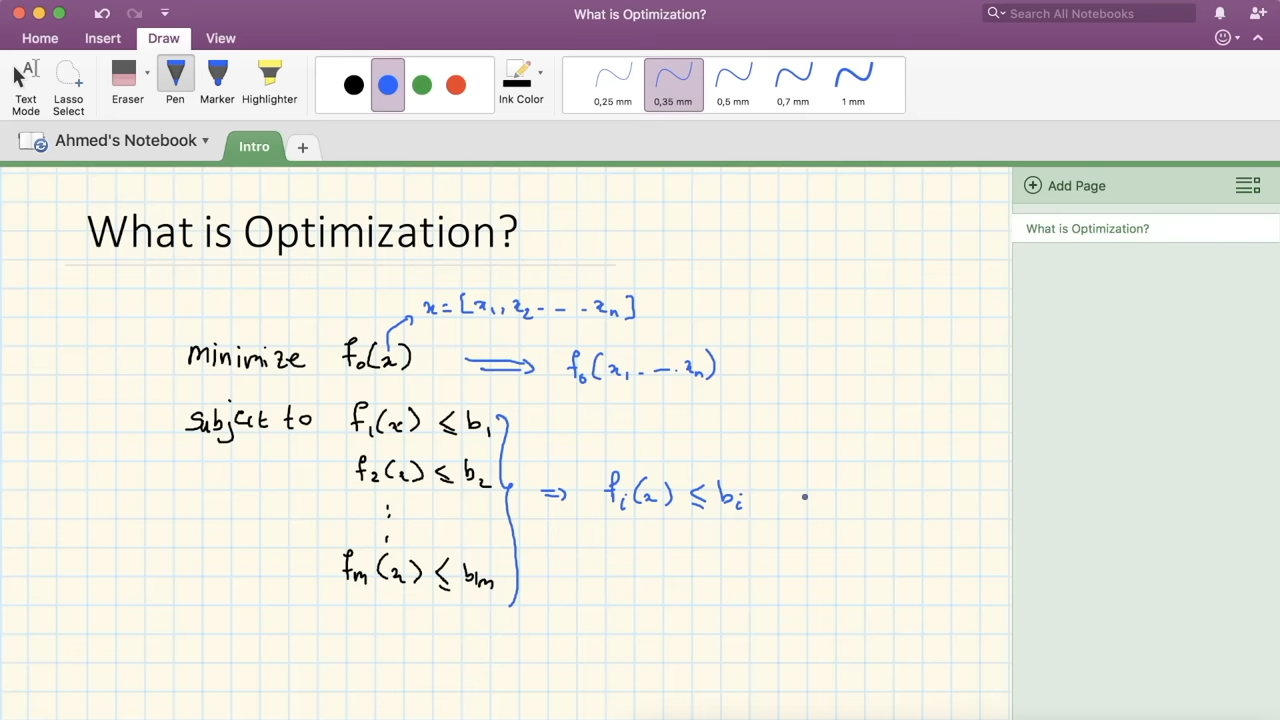 What is Optimization?
Search All Notebooks
Home Insert Draw View
Text Mode
Lasso Select
Eraser
Pen
Marker
Highlighter
Ink Color
0,25 mm
0,35 mm
0,5 mm
0,7 mm
1 mm
Ahmed's Notebook
Intro
Add Page
What is Optimization?
What is Optimization?
x = [x₁, x₂ - - - - xₙ]
minimize f₀(x) ⟹ f₀(x₁ - - - xₙ)
subject to f₁(x) ≤ b₁
f₂(x) ≤ b₂
⋮ ⇒ fᵢ(x) ≤ bᵢ
fₘ(x) ≤ bₘ